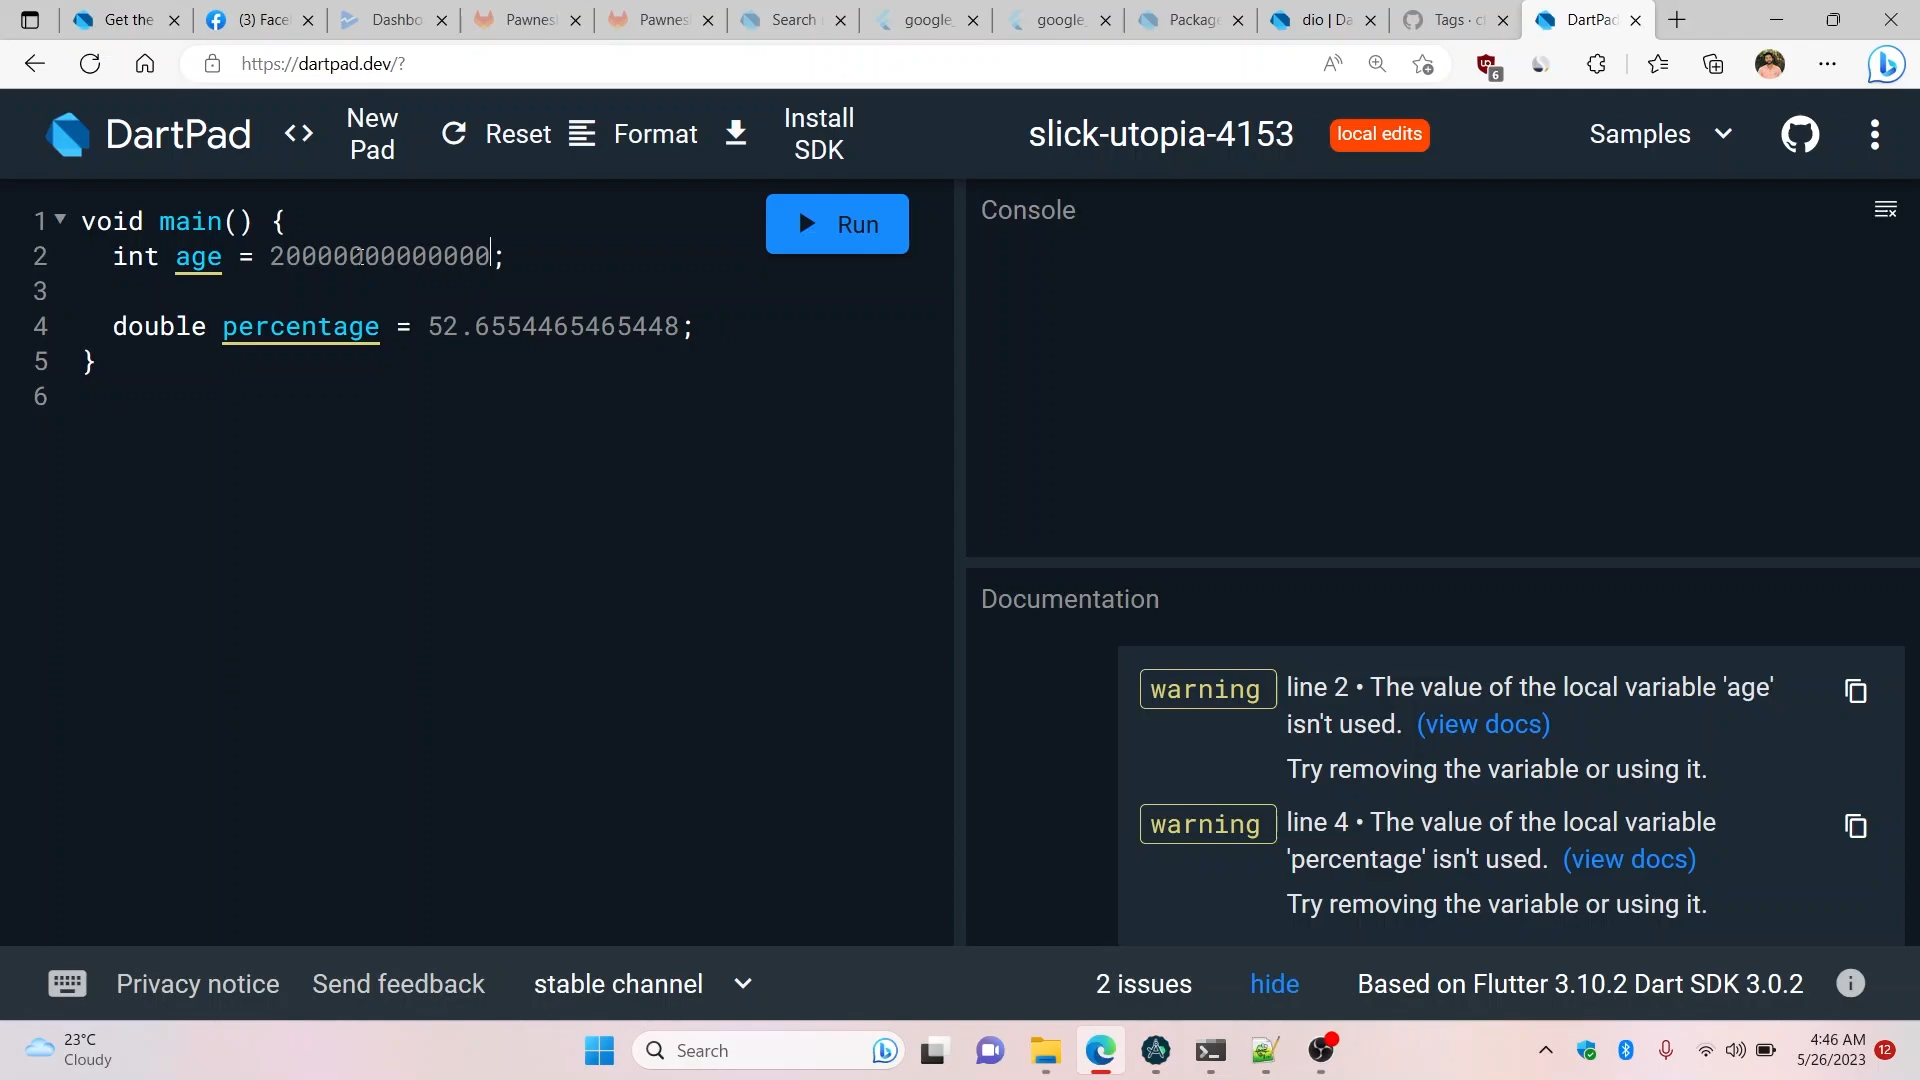 Get the
(3) Face
Dashbo
Pawnes
Pawnes
Search
google_
google_
Package
dio | Da
Tags · c
DartPad
https://dartpad.dev/?
6
DartPad
<> New Pad
Reset
Format
Install SDK
slick-utopia-4153
local edits
Samples
1 void main() {
2 int age = 200000000000000;
3
4 double percentage = 52.6554465465448;
5 }
6
Run
Console
Documentation
warning line 2 • The value of the local variable 'age'
isn't used. (view docs)
Try removing the variable or using it.
warning line 4 • The value of the local variable
'percentage' isn't used. (view docs)
Try removing the variable or using it.
Privacy notice
Send feedback
stable channel
2 issues
hide
Based on Flutter 3.10.2 Dart SDK 3.0.2
23°C
Cloudy
Search
4:46 AM
5/26/2023
12